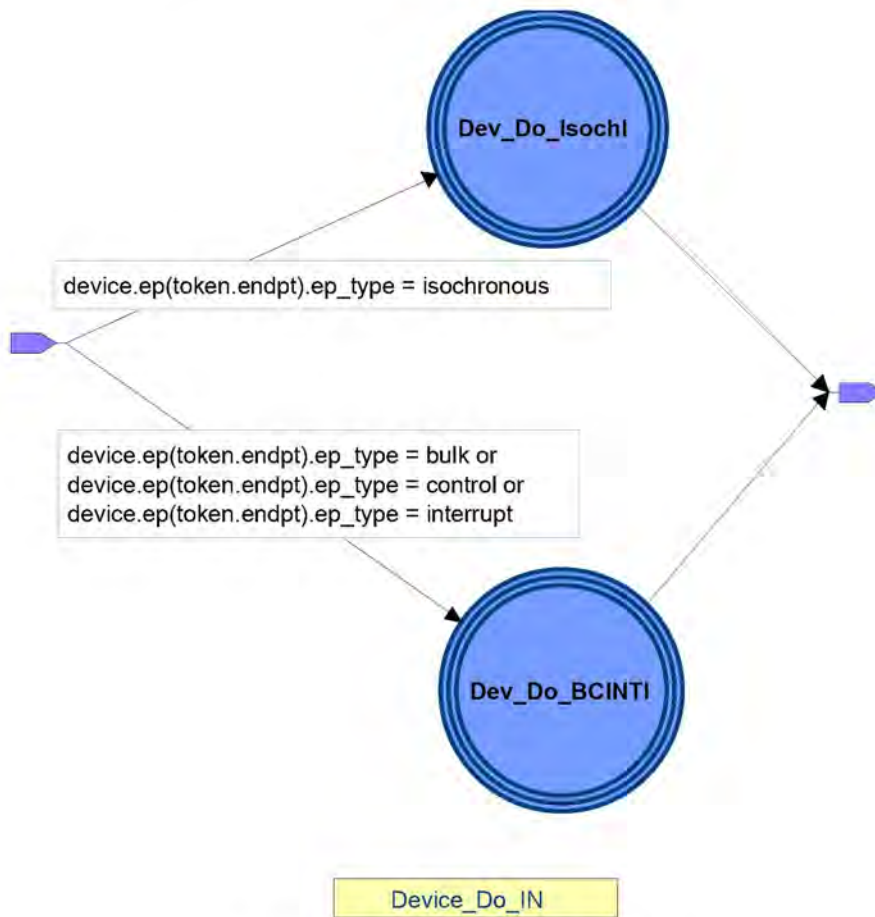 Dev_Do_IsochI
device.ep(token.endpt).ep_type = isochronous
device.ep(token.endpt).ep_type = bulk or
device.ep(token.endpt).ep_type = control or
device.ep(token.endpt).ep_type = interrupt
Dev_Do_BCINTI
Device_Do_IN